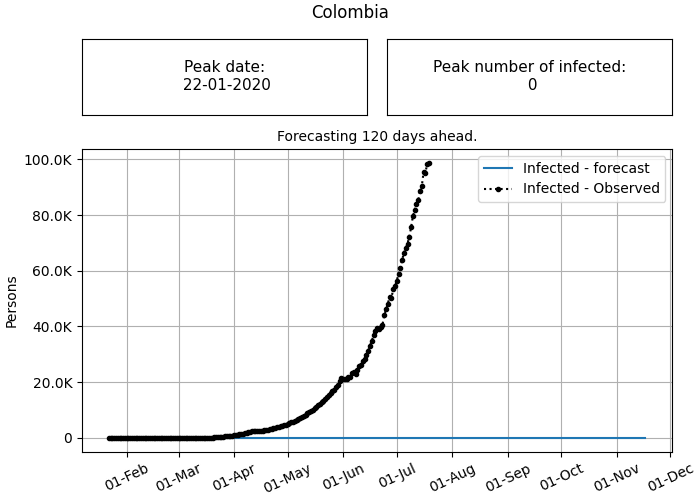 Colombia
Peak date:
22-01-2020
Peak number of infected:
0
Forecasting 120 days ahead.
100.0K
80.0K
60.0K
40.0K
20.0K
0
Persons
Infected - forecast
Infected - Observed
01-Feb
01-Mar
01-Apr
01-May
01-Jun
01-Jul
01-Aug
01-Sep
01-Oct
01-Nov
01-Dec